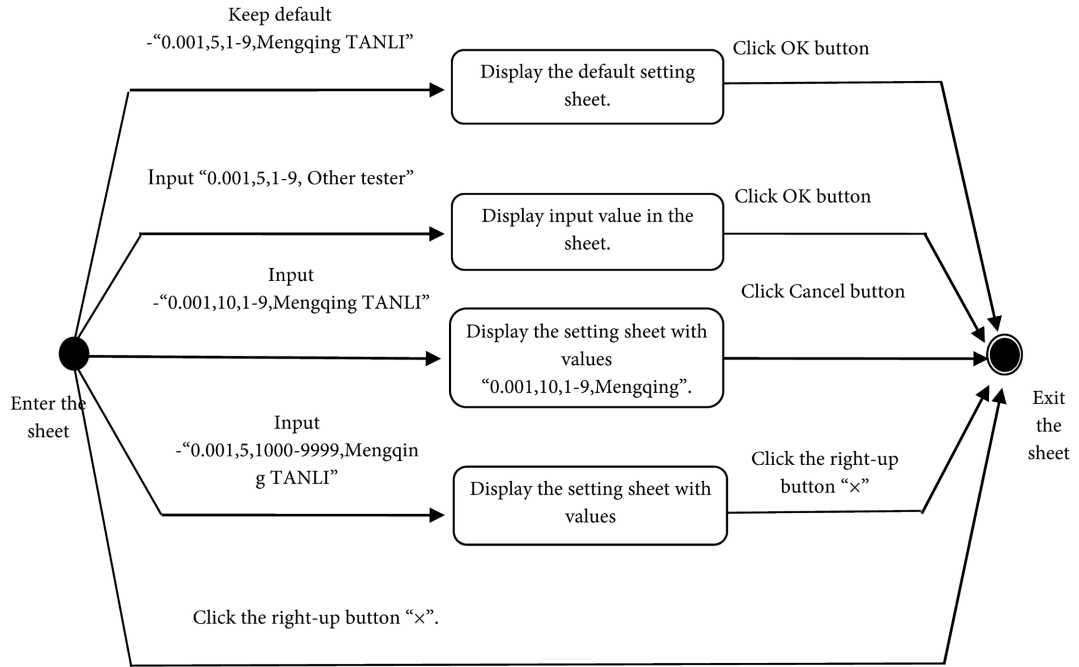 Keep default
-“0.001,5,1-9,Mengqing TANLI”
Display the default setting
sheet.
Click OK button
Input “0.001,5,1-9, Other tester”
Display input value in the
sheet.
Click OK button
Input
-“0.001,10,1-9,Mengqing TANLI”
Display the setting sheet with
values
“0.001,10,1-9,Mengqing”.
Click Cancel button
Enter the
sheet
Exit
the
sheet
Input
-“0.001,5,1000-9999,Mengqin
g TANLI”
Display the setting sheet with
values
Click the right-up
button “×”
Click the right-up button “×”.